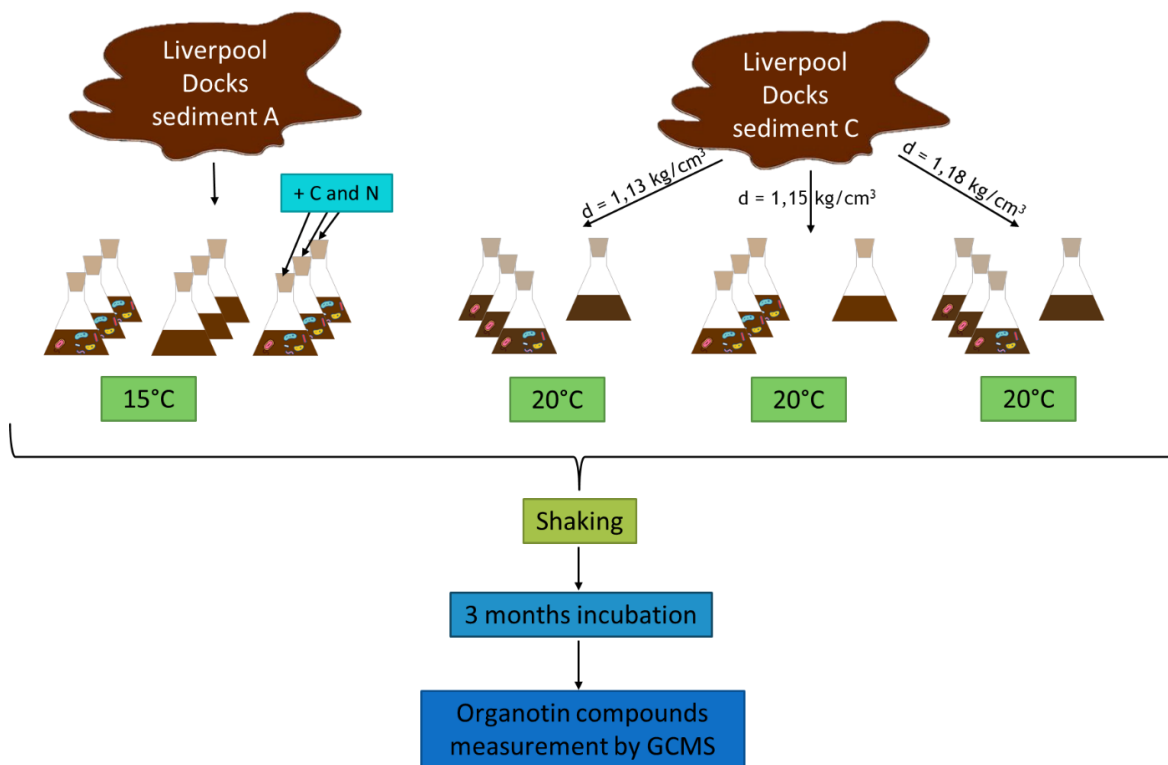 Liverpool
Docks
sediment A
Liverpool
Docks
sediment C
+ C and N
d = 1,13 kg/cm³
d = 1,15 kg/cm³
d = 1,18 kg/cm³
15°C
20°C
20°C
20°C
Shaking
3 months incubation
Organotin compounds
measurement by GCMS